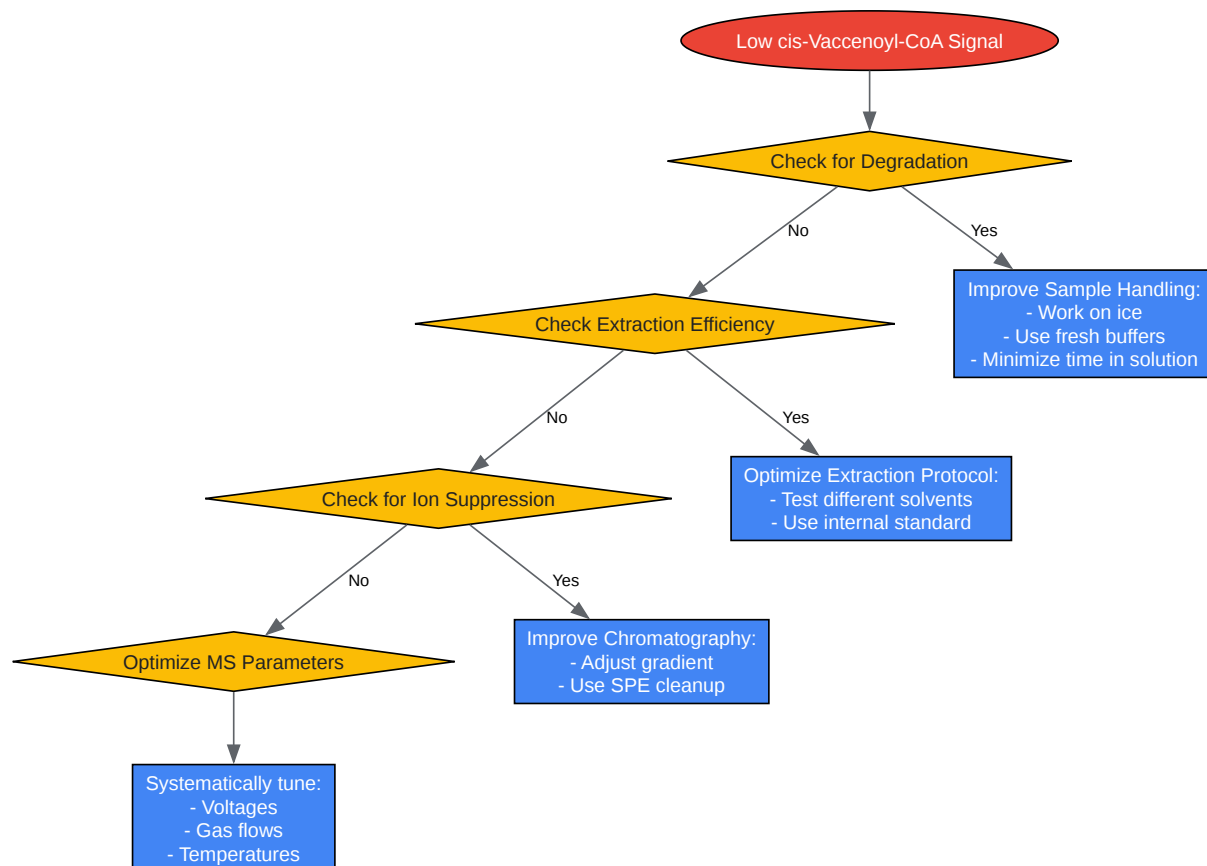 Low cis-Vaccenoyl-CoA Signal
Check for Degradation
No
Yes
Improve Sample Handling:
- Work on ice
- Use fresh buffers
- Minimize time in solution
Check Extraction Efficiency
No
Yes
Optimize Extraction Protocol:
- Test different solvents
- Use internal standard
Check for Ion Suppression
No
Yes
Improve Chromatography:
- Adjust gradient
- Use SPE cleanup
Optimize MS Parameters
Systematically tune:
- Voltages
- Gas flows
- Temperatures